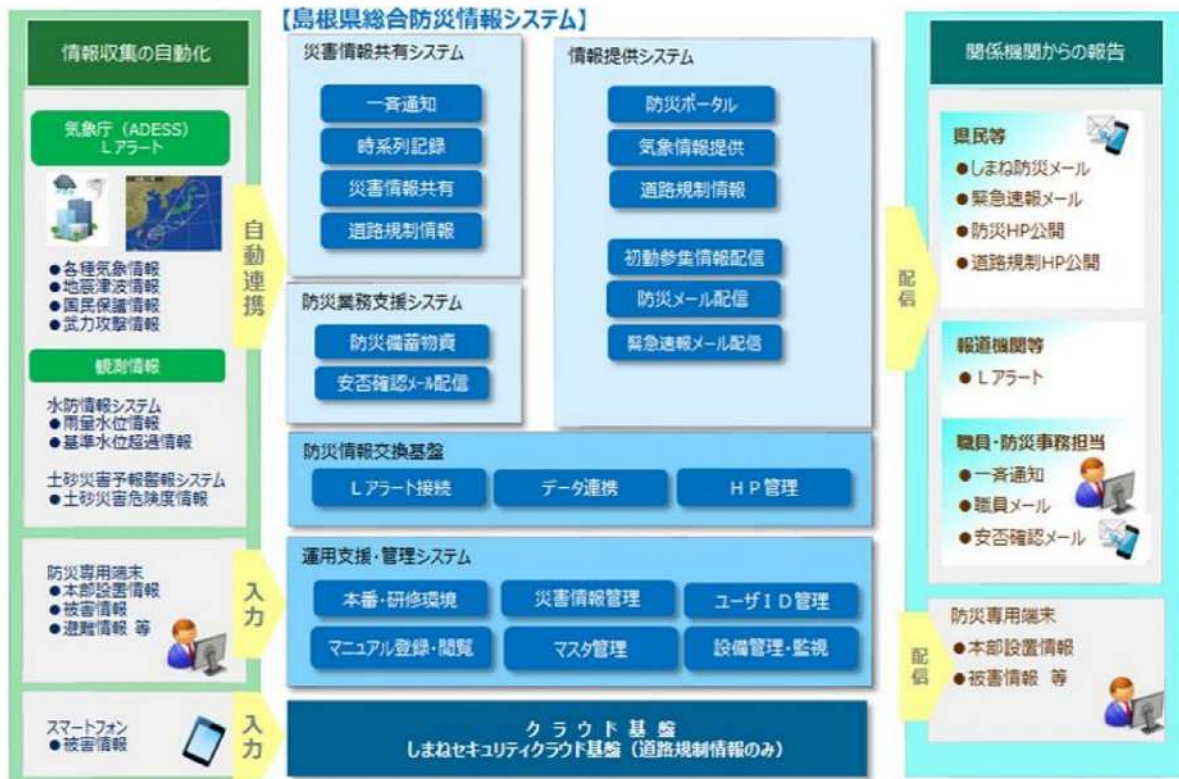 【島根県総合防災情報システム】
情報収集の自動化
気象庁（ADESS）
Lアラート
●各種気象情報
●地震津波情報
●国民保護情報
●武力攻撃情報
観測情報
水防情報システム
●雨量水位情報
●基準水位超過情報
土砂災害予報警報システム
●土砂災害危険度情報
防災専用端末
●本部設置情報
●被害情報
●避難情報 等
スマートフォン
●被害情報
自動連携
入力
入力
災害情報共有システム
一斉通知
時系列記録
災害情報共有
道路規制情報
防災業務支援システム
防災備蓄物資
安否確認メール配信
情報提供システム
防災ポータル
気象情報提供
道路規制情報
初動参集情報配信
防災メール配信
緊急速報メール配信
防災情報交換基盤
Lアラート接続
データ連携
HP管理
運用支援・管理システム
本番・研修環境
災害情報管理
ユーザID管理
マニュアル登録・閲覧
マスタ管理
設備管理・監視
クラウド基盤
しまねセキュリティクラウド基盤（道路規制情報のみ）
配信
配信
関係機関からの報告
県民等
●しまね防災メール
●緊急速報メール
●防災HP公開
●道路規制HP公開
報道機関等
●Lアラート
職員・防災事務担当
●一斉通知
●職員メール
●安否確認メール
防災専用端末
●本部設置情報
●被害情報 等